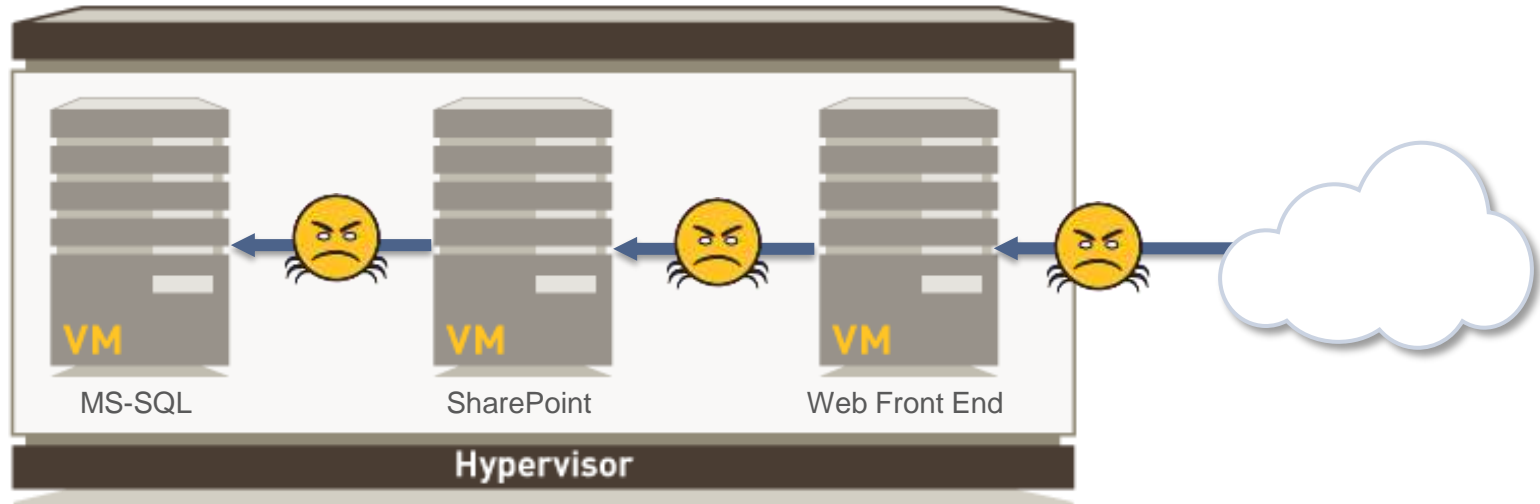 VM
VM
VM
MS-SQL
SharePoint
Web Front End
Hypervisor